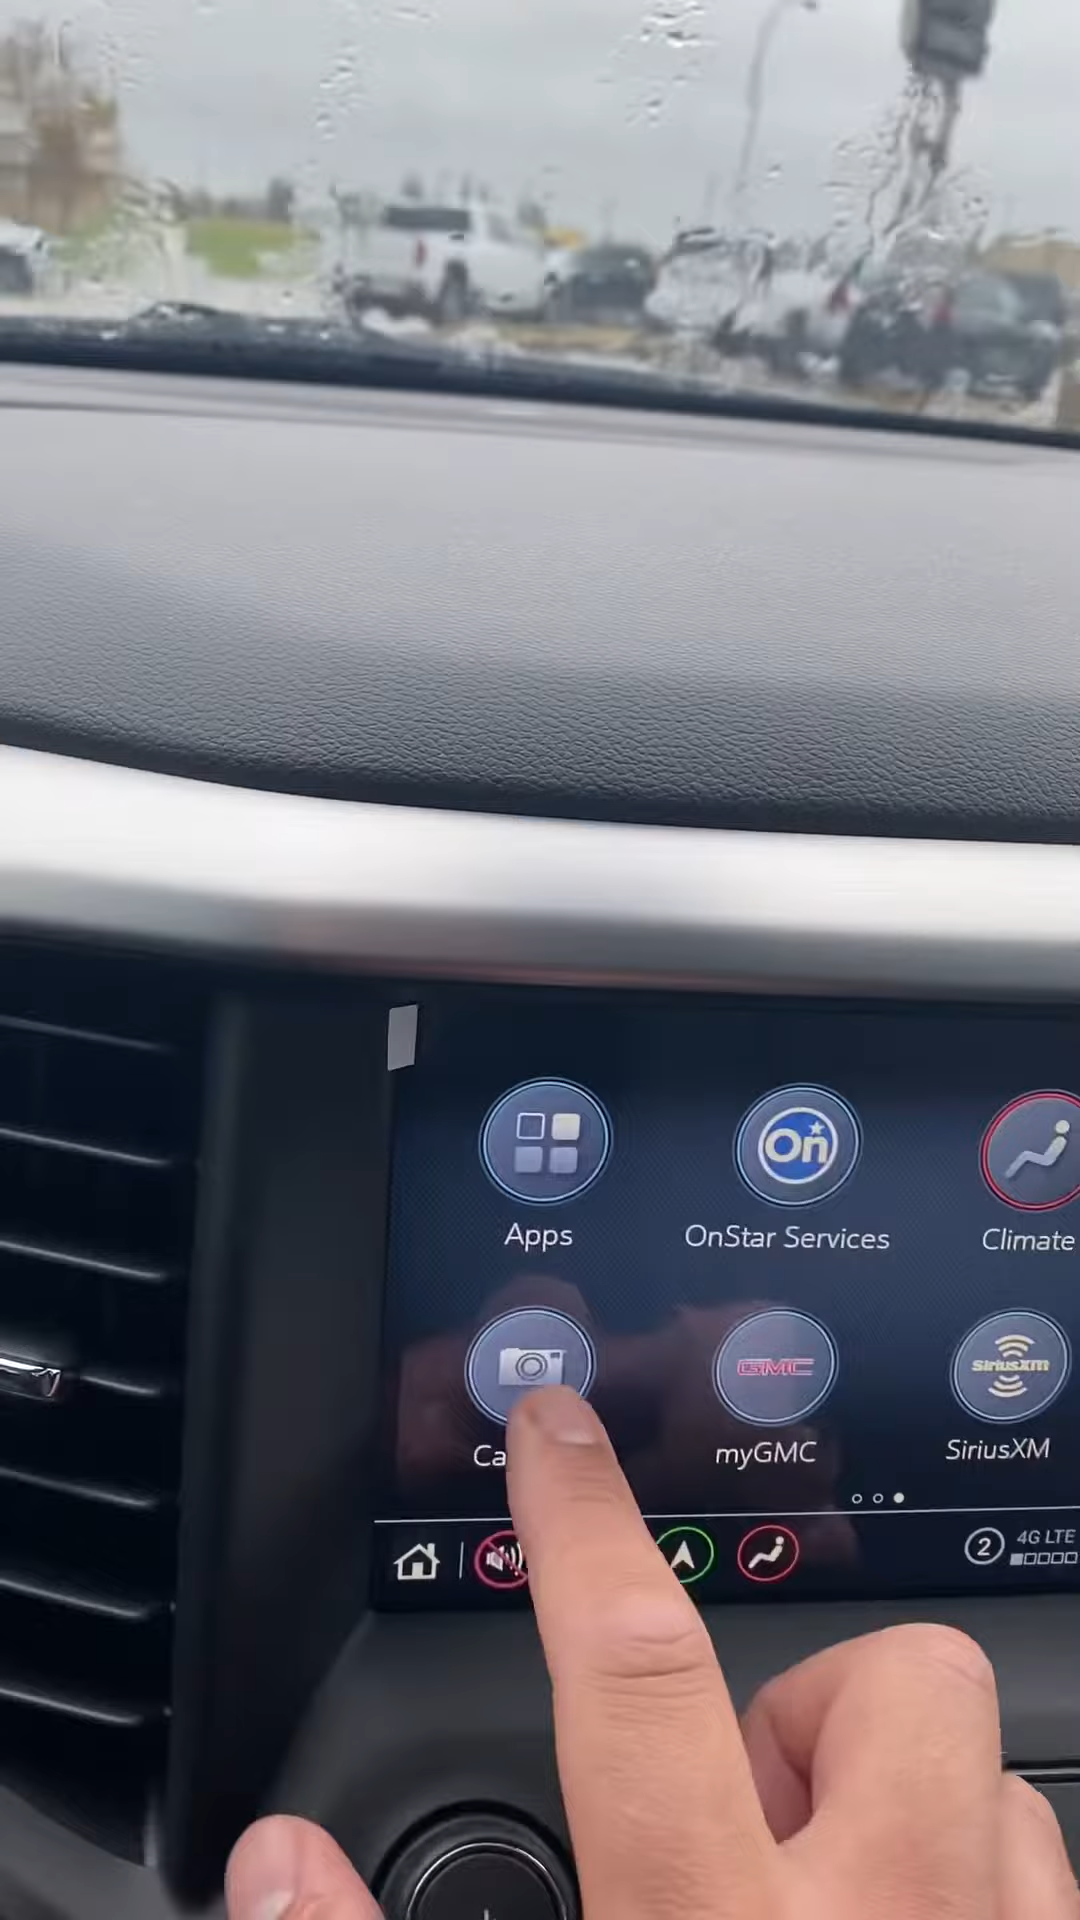 On
Apps
OnStar Services
Climate
GMC
SiriusXM
Ca
myGMC
SiriusXM
2
4G LTE